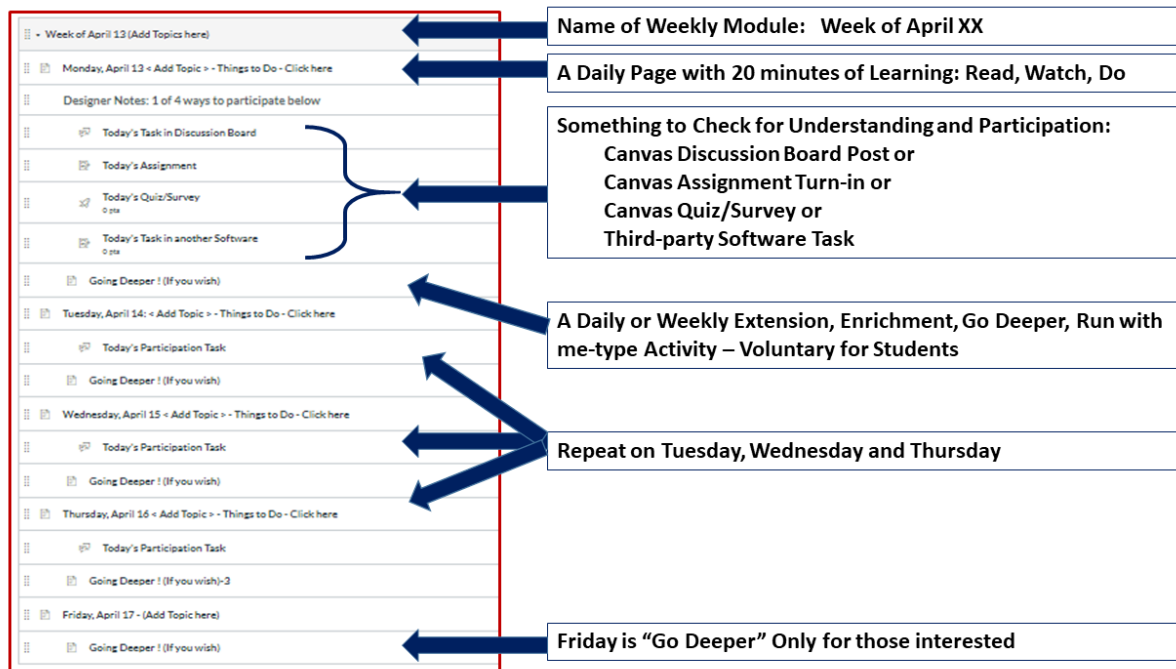 Week of April 13 (Add Topics here)
Monday, April 13 < Add Topic > - Things to Do - Click here
Designer Notes: 1 of 4 ways to participate below
Today's Task in Discussion Board
Today's Assignment
Today's Quiz/Survey
0 pts
Today's Task in another Software
0 pts
Going Deeper ! (If you wish)
Tuesday, April 14: < Add Topic > - Things to Do - Click here
Today's Participation Task
Going Deeper ! (If you wish)
Wednesday, April 15 < Add Topic > - Things to Do - Click here
Today's Participation Task
Going Deeper ! (If you wish)
Thursday, April 16 < Add Topic > - Things to Do - Click here
Today's Participation Task
Going Deeper ! (If you wish)-3
Friday, April 17 - (Add Topic here)
Going Deeper ! (If you wish)
Name of Weekly Module: Week of April XX
A Daily Page with 20 minutes of Learning: Read, Watch, Do
Something to Check for Understanding and Participation:
Canvas Discussion Board Post or
Canvas Assignment Turn-in or
Canvas Quiz/Survey or
Third-party Software Task
A Daily or Weekly Extension, Enrichment, Go Deeper, Run with
me-type Activity – Voluntary for Students
Repeat on Tuesday, Wednesday and Thursday
Friday is “Go Deeper” Only for those interested